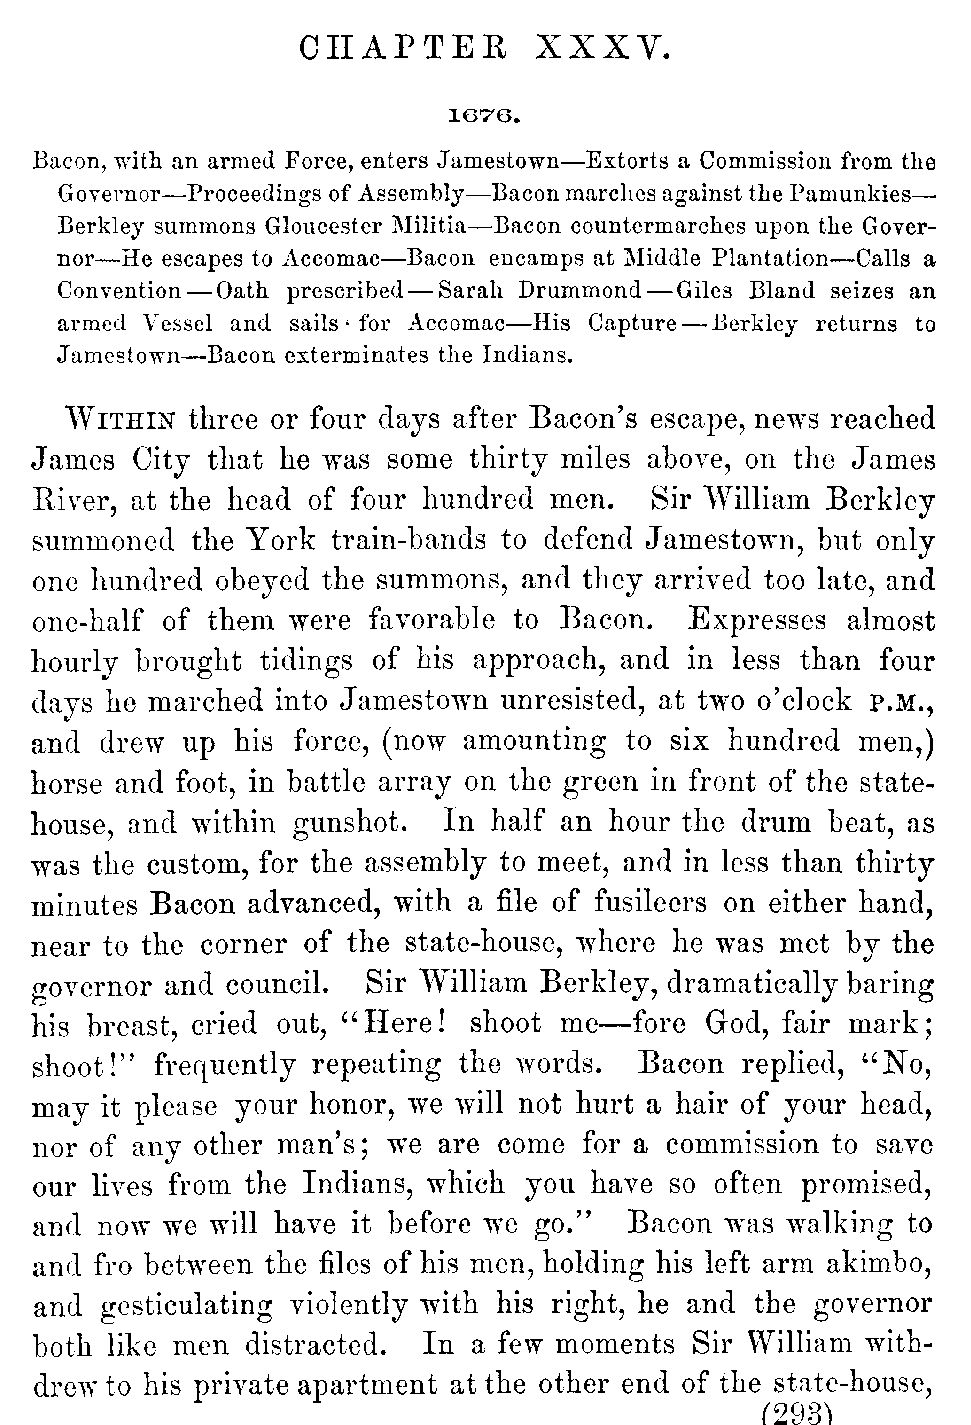 CHAPTER XXXV.
1676.
Bacon, with an armed Force, enters Jamestown—Extorts a Commission from the
Governor—Proceedings of Assembly—Bacon marches against the Pamunkies—
Berkley summons Gloucester Militia—Bacon countermarches upon the Gover-
nor—He escapes to Accomac—Bacon encamps at Middle Plantation—Calls a
Convention—Oath prescribed—Sarah Drummond—Giles Bland seizes an
armed Vessel and sails for Accomac—His Capture—Berkley returns to
Jamestown—Bacon exterminates the Indians.
WITHIN three or four days after Bacon's escape, news reached
James City that he was some thirty miles above, on the James
River, at the head of four hundred men. Sir William Berkley
summoned the York train-bands to defend Jamestown, but only
one hundred obeyed the summons, and they arrived too late, and
one-half of them were favorable to Bacon. Expresses almost
hourly brought tidings of his approach, and in less than four
days he marched into Jamestown unresisted, at two o'clock P.M.,
and drew up his force, (now amounting to six hundred men,)
horse and foot, in battle array on the green in front of the state-
house, and within gunshot. In half an hour the drum beat, as
was the custom, for the assembly to meet, and in less than thirty
minutes Bacon advanced, with a file of fusileers on either hand,
near to the corner of the state-house, where he was met by the
governor and council. Sir William Berkley, dramatically baring
his breast, cried out, "Here! shoot me—fore God, fair mark;
shoot!" frequently repeating the words. Bacon replied, "No,
may it please your honor, we will not hurt a hair of your head,
nor of any other man's; we are come for a commission to save
our lives from the Indians, which you have so often promised,
and now we will have it before we go." Bacon was walking to
and fro between the files of his men, holding his left arm akimbo,
and gesticulating violently with his right, he and the governor
both like men distracted. In a few moments Sir William with-
drew to his private apartment at the other end of the state-house,
(293)